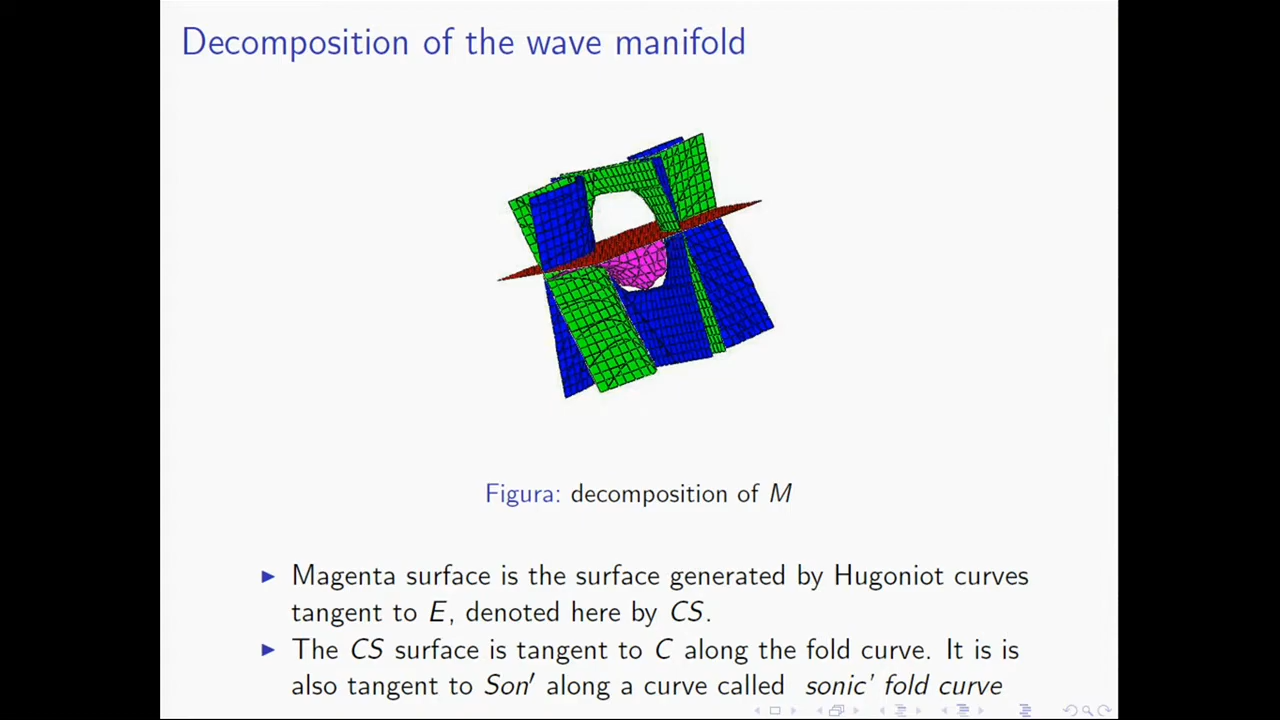 Decomposition of the wave manifold
Figura: decomposition of M
Magenta surface is the surface generated by Hugoniot curves
tangent to E, denoted here by CS.
The CS surface is tangent to C along the fold curve. It is is
also tangent to Son′ along a curve called sonic' fold curve